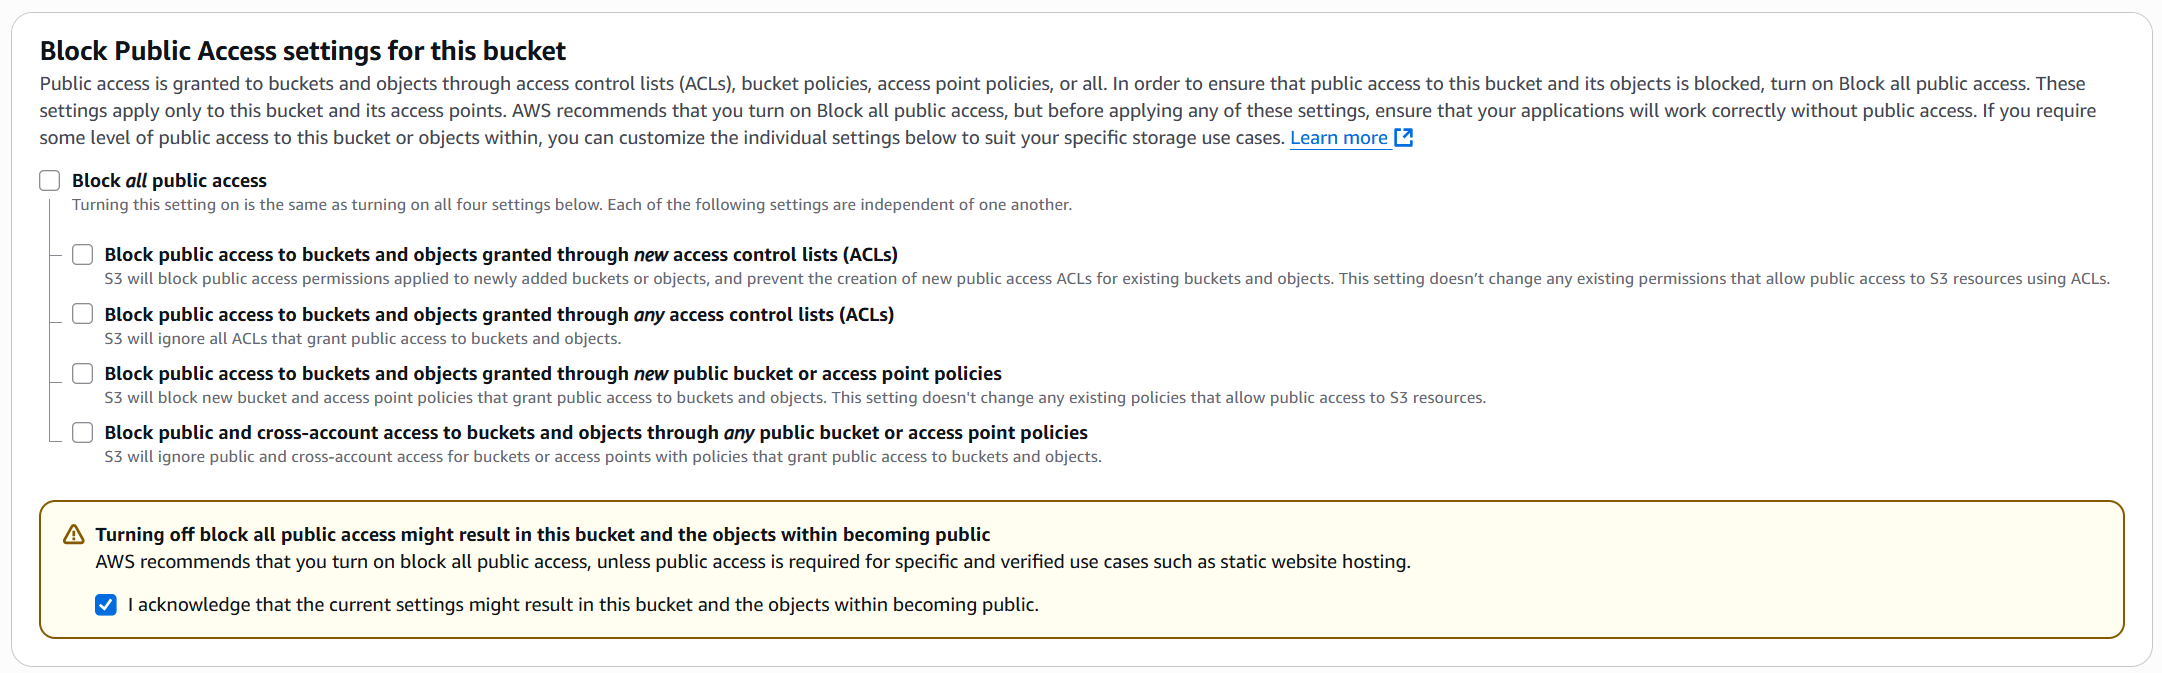 Block Public Access settings for this bucket
Public access is granted to buckets and objects through access control lists (ACLs), bucket policies, access point policies, or all. In order to ensure that public access to this bucket and its objects is blocked, turn on Block all public access. These
settings apply only to this bucket and its access points. AWS recommends that you turn on Block all public access, but before applying any of these settings, ensure that your applications will work correctly without public access. If you require
some level of public access to this bucket or objects within, you can customize the individual settings below to suit your specific storage use cases. Learn more
Block all public access
Turning this setting on is the same as turning on all four settings below. Each of the following settings are independent of one another.
Block public access to buckets and objects granted through new access control lists (ACLs)
S3 will block public access permissions applied to newly added buckets or objects, and prevent the creation of new public access ACLs for existing buckets and objects. This setting doesn’t change any existing permissions that allow public access to S3 resources using ACLs.
Block public access to buckets and objects granted through any access control lists (ACLs)
S3 will ignore all ACLs that grant public access to buckets and objects.
Block public access to buckets and objects granted through new public bucket or access point policies
S3 will block new bucket and access point policies that grant public access to buckets and objects. This setting doesn't change any existing policies that allow public access to S3 resources.
Block public and cross-account access to buckets and objects through any public bucket or access point policies
S3 will ignore public and cross-account access for buckets or access points with policies that grant public access to buckets and objects.
Turning off block all public access might result in this bucket and the objects within becoming public
AWS recommends that you turn on block all public access, unless public access is required for specific and verified use cases such as static website hosting.
I acknowledge that the current settings might result in this bucket and the objects within becoming public.